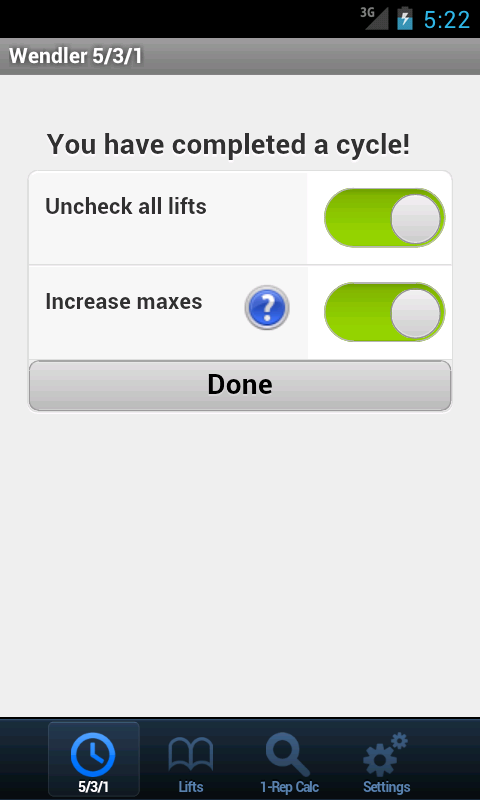 3G 5:22
Wendler 5/3/1
You have completed a cycle!
Uncheck all lifts
Increase maxes ?
Done
5/3/1 Lifts 1-Rep Calc Settings